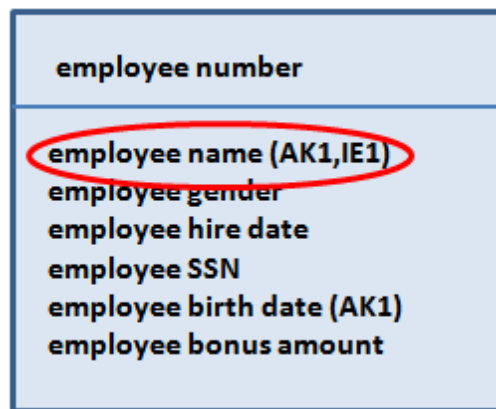 employee number
employee name (AK1,IE1)
employee gender
employee hire date
employee SSN
employee birth date (AK1)
employee bonus amount